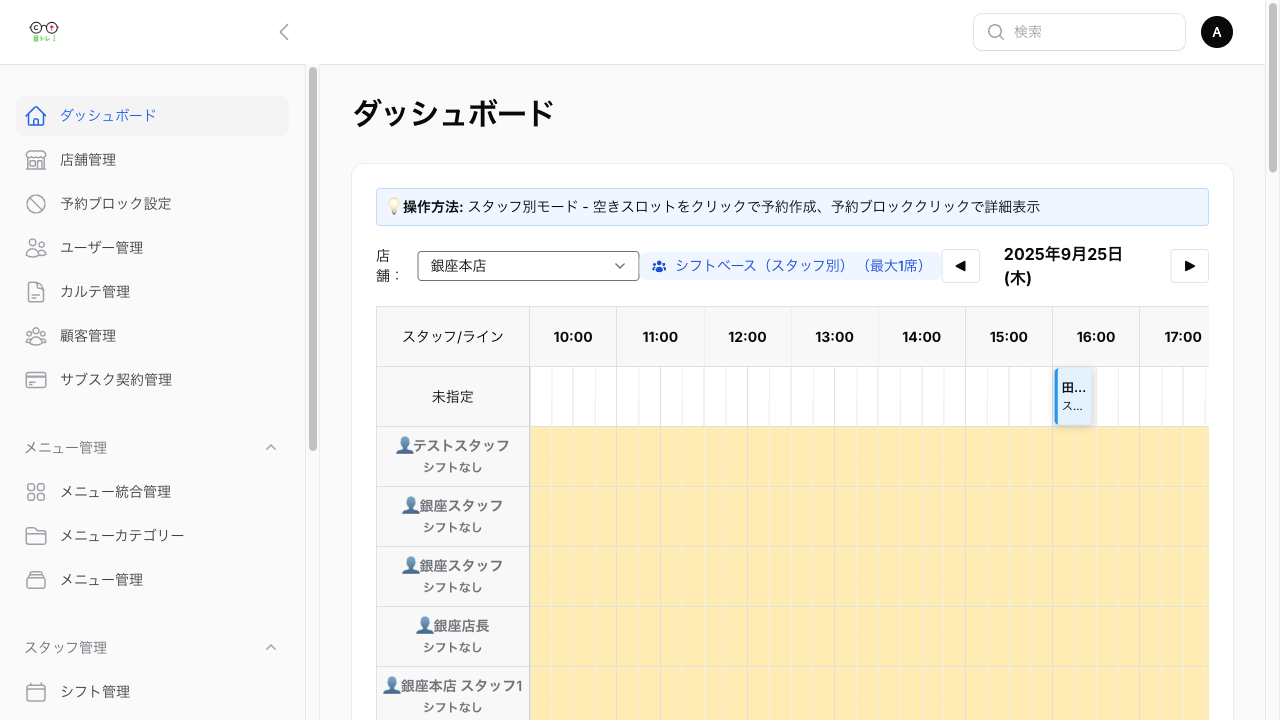 目トレ！
検索
A
ダッシュボード
店舗管理
予約ブロック設定
ユーザー管理
カルテ管理
顧客管理
サブスク契約管理
メニュー管理
メニュー統合管理
メニューカテゴリー
メニュー管理
スタッフ管理
シフト管理
ダッシュボード
💡操作方法: スタッフ別モード - 空きスロットをクリックで予約作成、予約ブロッククリックで詳細表示
店舗：
銀座本店
シフトベース（スタッフ別）（最大1席）
◀
2025年9月25日
(木)
▶
スタッフ/ライン 10:00 11:00 12:00 13:00 14:00 15:00 16:00 17:00
未指定
田...
ス...
👤テストスタッフ
シフトなし
👤銀座スタッフ
シフトなし
👤銀座スタッフ
シフトなし
👤銀座店長
シフトなし
👤銀座本店 スタッフ1
シフトなし